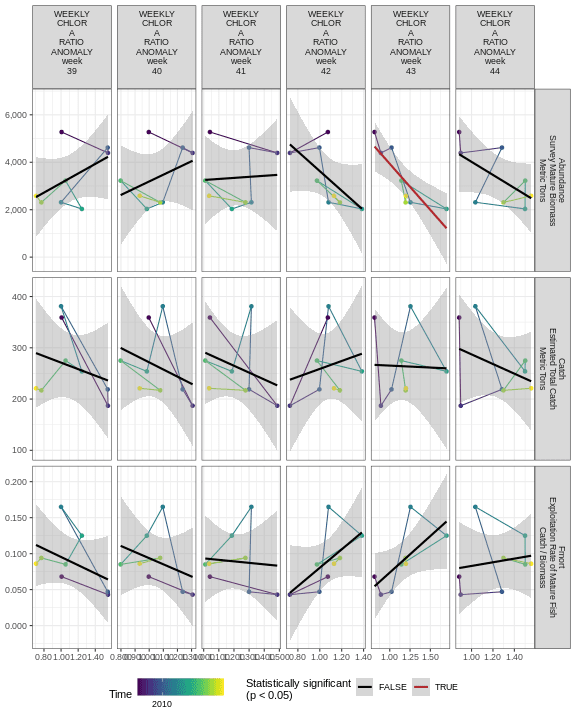 WEEKLY
CHLOR
A
RATIO
ANOMALY
week
39
WEEKLY
CHLOR
A
RATIO
ANOMALY
week
40
WEEKLY
CHLOR
A
RATIO
ANOMALY
week
41
WEEKLY
CHLOR
A
RATIO
ANOMALY
week
42
WEEKLY
CHLOR
A
RATIO
ANOMALY
week
43
WEEKLY
CHLOR
A
RATIO
ANOMALY
week
44
6,000
4,000
2,000
0
Abundance
Survey Mature Biomass
Metric Tons
400
300
200
100
Catch
Estimated Total Catch
Metric Tons
0.200
0.150
0.100
0.050
0.000
Fmort
Exploitation Rate of Mature Fish
Catch / Biomass
0.80 1.00 1.20 1.40
1.00 1.20 1.40
1.00 1.25 1.50
1.00 1.20 1.40
Time
2010
Statistically significant
(p < 0.05)
FALSE
TRUE